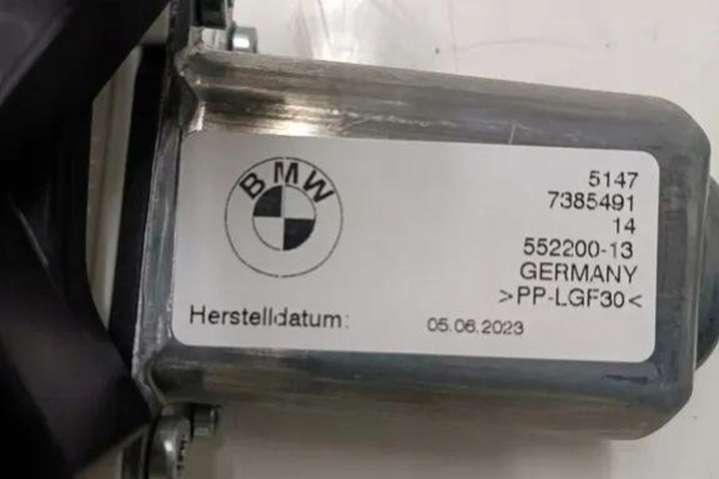 BMW
5147
7385491
14
552200-13
GERMANY
>PP-LGF30<
Herstelldatum: 05.06.2023